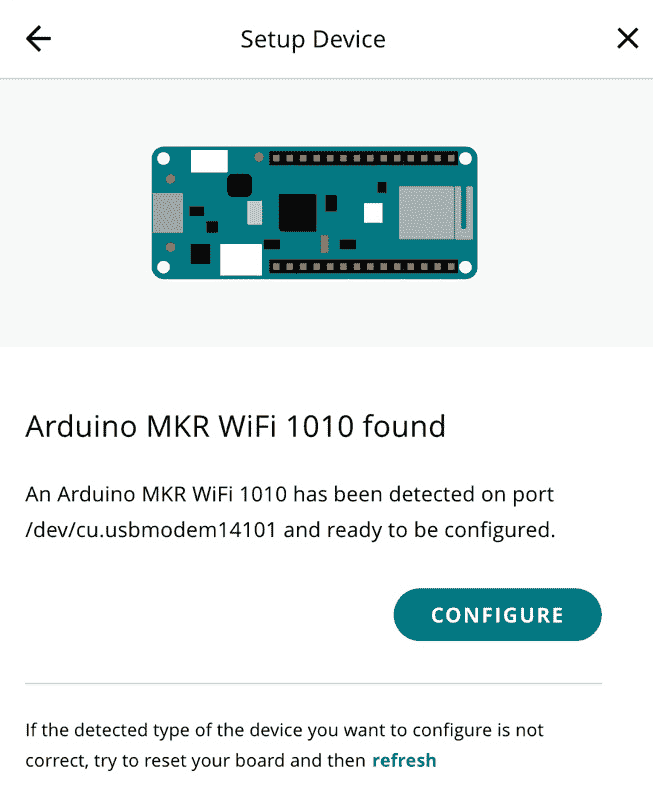 Setup Device
Arduino MKR WiFi 1010 found
An Arduino MKR WiFi 1010 has been detected on port
/dev/cu.usbmodem14101 and ready to be configured.
CONFIGURE
If the detected type of the device you want to configure is not
correct, try to reset your board and then refresh